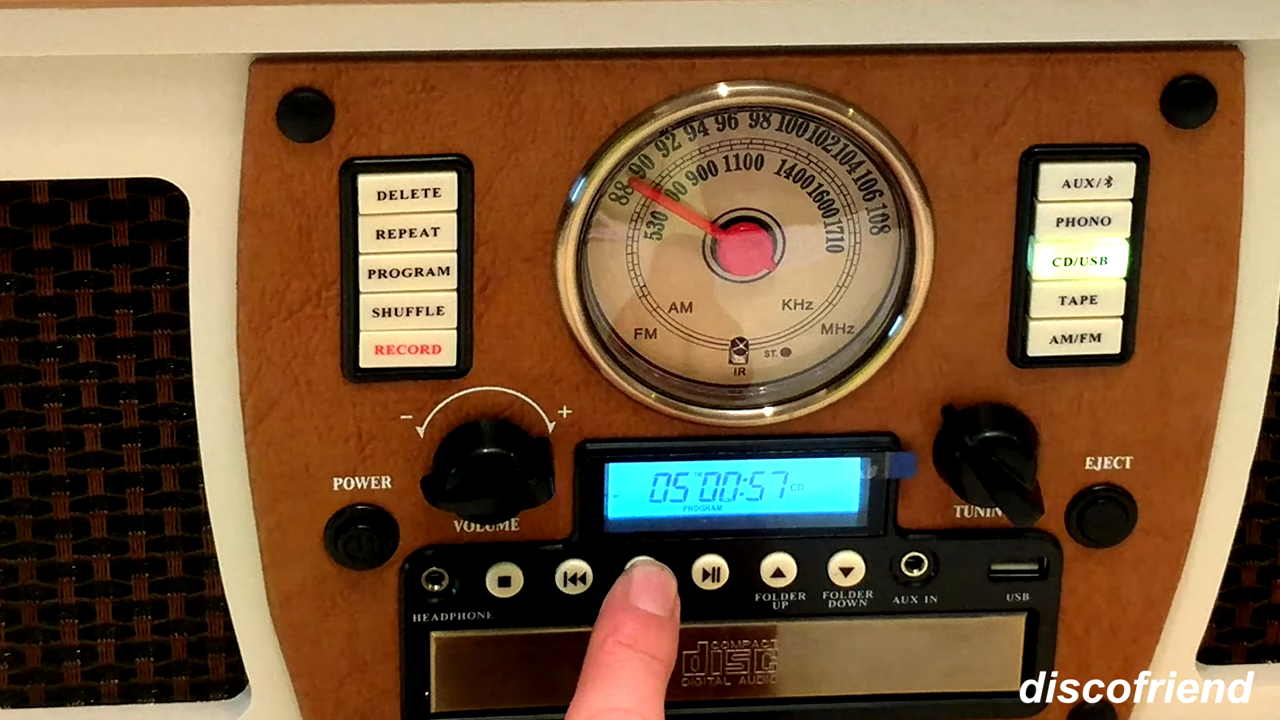 DELETE
REPEAT
PROGRAM
SHUFFLE
RECORD
88 90 92 94 96 98 100 102 104 106 108
530 900 1100 1400 1600 1710
AM KHz
FM MHz
ST.
IR
AUX/
PHONO
CD/USB
TAPE
AM/FM
- +
POWER
VOLUME
05 00:57 CD
PROGRAM
EJECT
HEADPHONE
FOLDER
UP
FOLDER
DOWN
AUX IN
USB
COMPACT
disc
DIGITAL AUDIO
discofriend